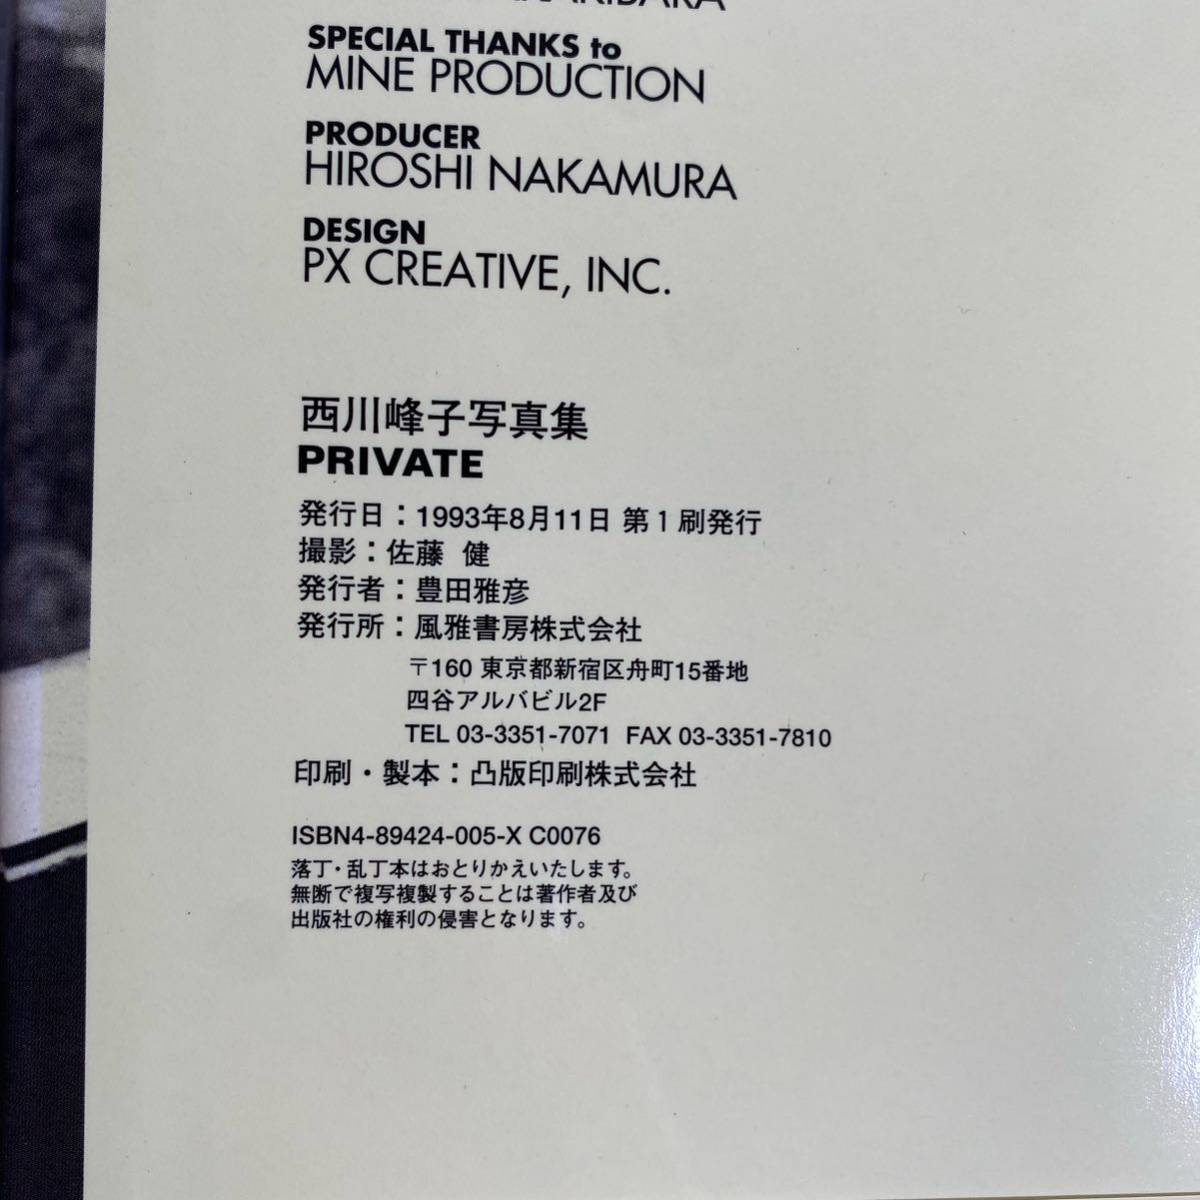 SPECIAL THANKS to
MINE PRODUCTION
PRODUCER
HIROSHI NAKAMURA
DESIGN
PX CREATIVE, INC.
西川峰子写真集
PRIVATE
発行日：1993年8月11日 第1刷発行
撮影：佐藤 健
発行者：豊田雅彦
発行所：風雅書房株式会社
〒160 東京都新宿区舟町15番地
四谷アルバビル2F
TEL 03-3351-7071 FAX 03-3351-7810
印刷・製本：凸版印刷株式会社
ISBN4-89424-005-X C0076
落丁・乱丁本はおとりかえいたします。
無断で複写複製することは著作者及び
出版社の権利の侵害となります。